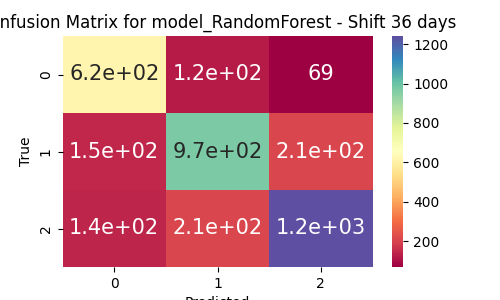 nfusion Matrix for model_RandomForest - Shift 36 days
0 6.2e+02 1.2e+02 69
1 1.5e+02 9.7e+02 2.1e+02
2 1.4e+02 2.1e+02 1.2e+03
True
0 1 2
Predicted
1200
1000
800
600
400
200